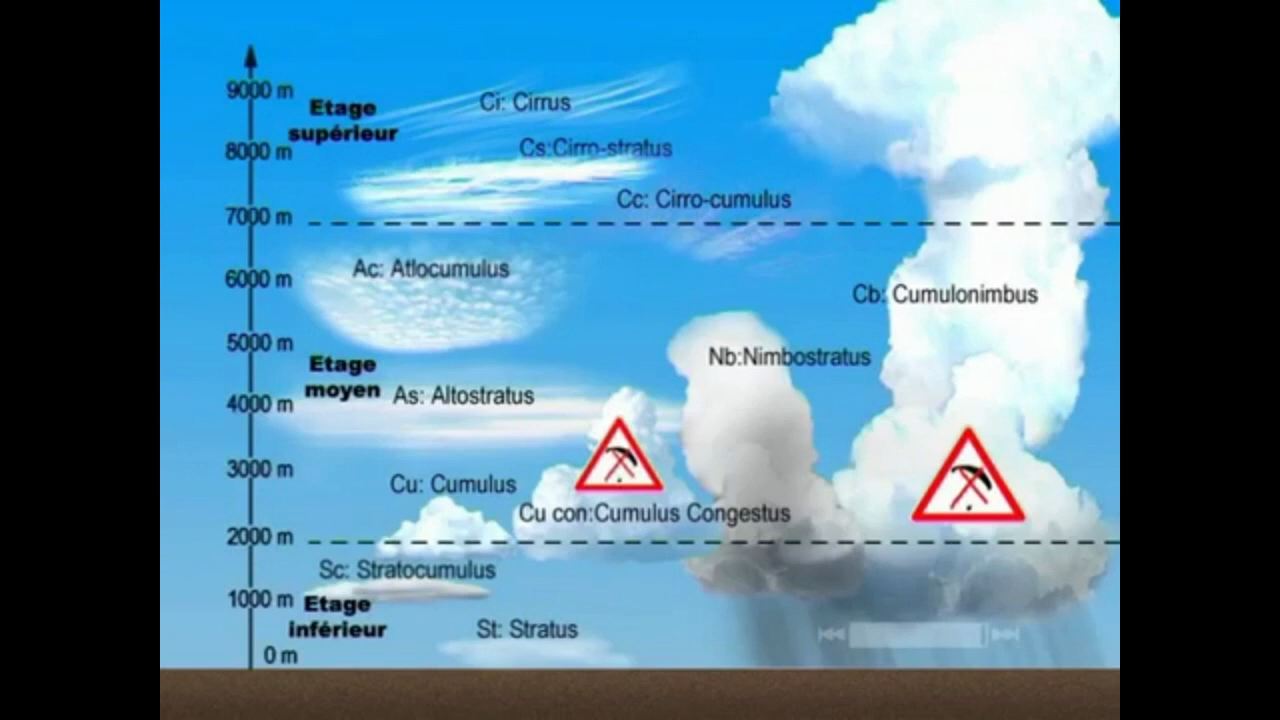 9000 m
Etage
supérieur
Ci: Cirrus
8000 m
Cs:Cirro-stratus
Cc: Cirro-cumulus
7000 m
6000 m
Ac: Atlocumulus
Cb: Cumulonimbus
5000 m
Etage
moyen
Nb:Nimbostratus
4000 m
As: Altostratus
3000 m
Cu: Cumulus
Cu con:Cumulus Congestus
2000 m
Sc: Stratocumulus
1000 m
Etage
inférieur
St: Stratus
0 m